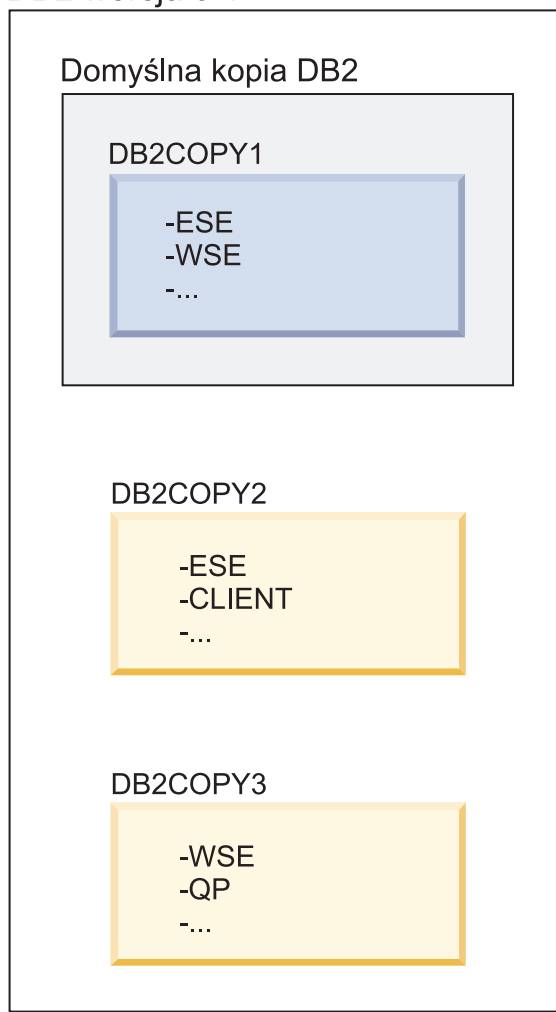 Domyślna kopia DB2
DB2COPY1
-ESE
-WSE
-...
DB2COPY2
-ESE
-CLIENT
-...
DB2COPY3
-WSE
-QP
-...